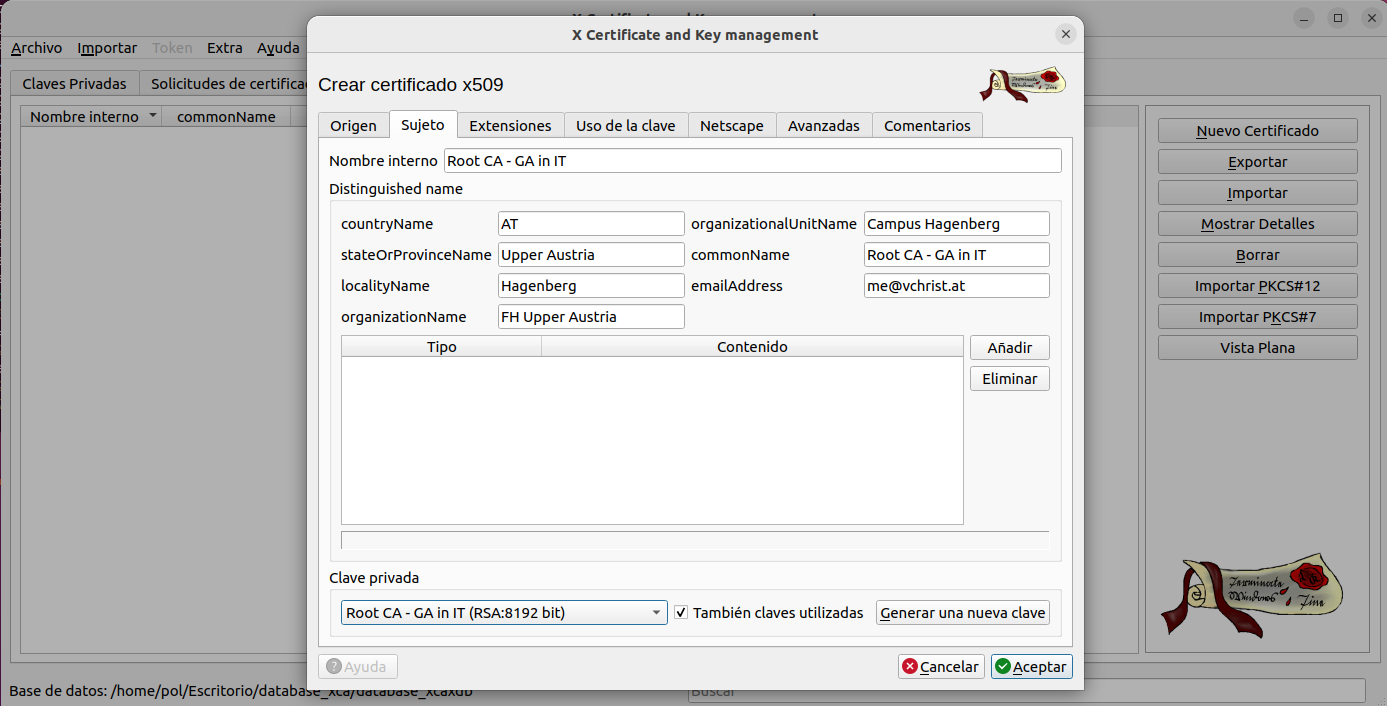 X Certificate and Key management
Archivo Importar Token Extra Ayuda
Crear certificado x509
Claves Privadas Solicitudes de certifica
Nombre interno commonName
Origen Sujeto Extensiones Uso de la clave Netscape Avanzadas Comentarios
Nombre interno Root CA - GA in IT
Distinguished name
countryName AT organizationalUnitName Campus Hagenberg
stateOrProvinceName Upper Austria commonName Root CA - GA in IT
localityName Hagenberg emailAddress me@vchrist.at
organizationName FH Upper Austria
Tipo Contenido Añadir
Eliminar
Clave privada
Root CA - GA in IT (RSA:8192 bit) También claves utilizadas Generar una nueva clave
Ayuda Cancelar Aceptar
Nuevo Certificado
Exportar
Importar
Mostrar Detalles
Borrar
Importar PKCS#12
Importar PKCS#7
Vista Plana
Base de datos: /home/pol/Escritorio/database_xca/database_xcaxdb
Buscar